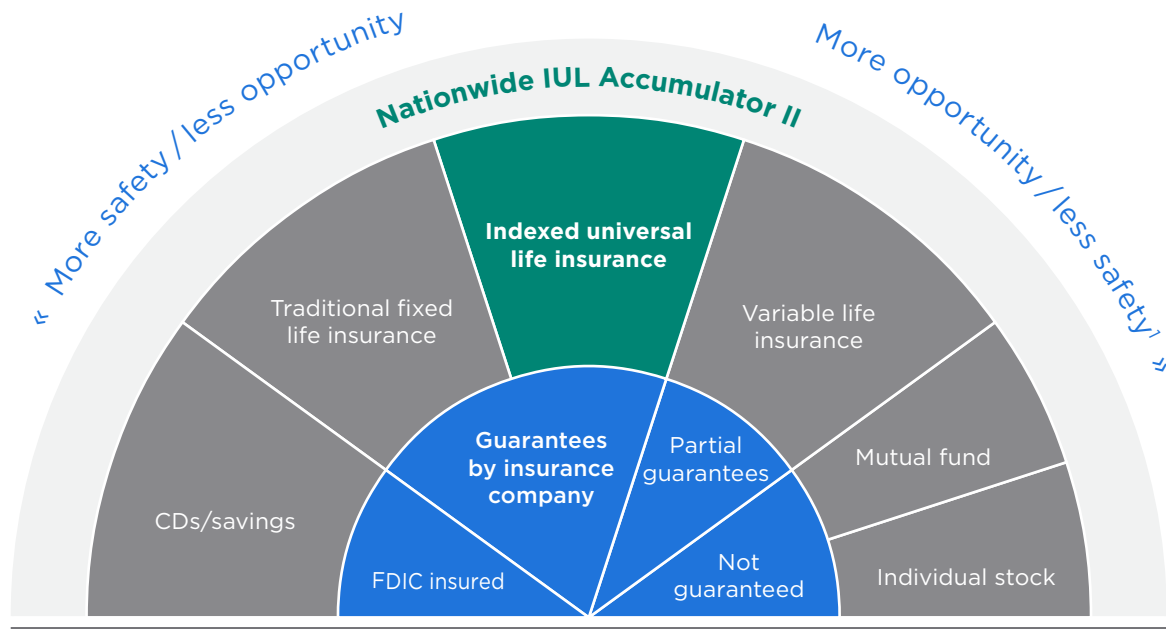 « More safety / less opportunity
More opportunity / less safety¹ »
Nationwide IUL Accumulator II
Indexed universal
life insurance
Traditional fixed
life insurance
Variable life
insurance
CDs/savings
Mutual fund
Individual stock
Guarantees
by insurance
company
Partial
guarantees
FDIC insured
Not
guaranteed